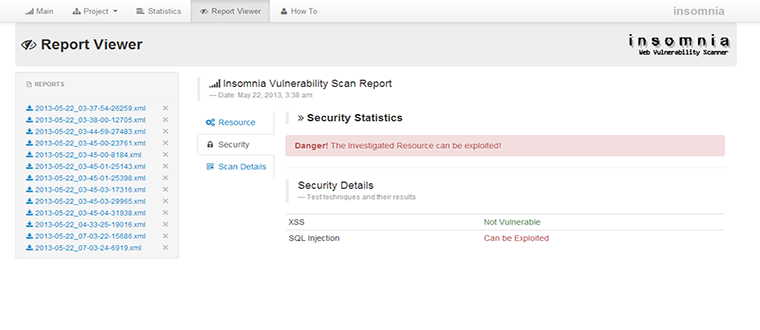 Main Project Statistics Report Viewer How To insomnia
Report Viewer
insomnia
Web Vulnerability Scanner
REPORTS
2013-05-22_03-37-54-26259.xml
2013-05-22_03-38-00-12705.xml
2013-05-22_03-44-59-27483.xml
2013-05-22_03-45-00-23761.xml
2013-05-22_03-45-00-8184.xml
2013-05-22_03-45-01-25143.xml
2013-05-22_03-45-01-25398.xml
2013-05-22_03-45-03-17316.xml
2013-05-22_03-45-03-29965.xml
2013-05-22_03-45-04-31938.xml
2013-05-22_04-33-25-19016.xml
2013-05-22_07-03-22-15686.xml
2013-05-22_07-03-24-6919.xml
Insomnia Vulnerability Scan Report
— Date: May 22, 2013, 3:38 am
Resource
Security
Scan Details
» Security Statistics
Danger! The Investigated Resource can be exploited!
Security Details
— Test techniques and their results
XSS Not Vulnerable
SQL Injection Can be Exploited